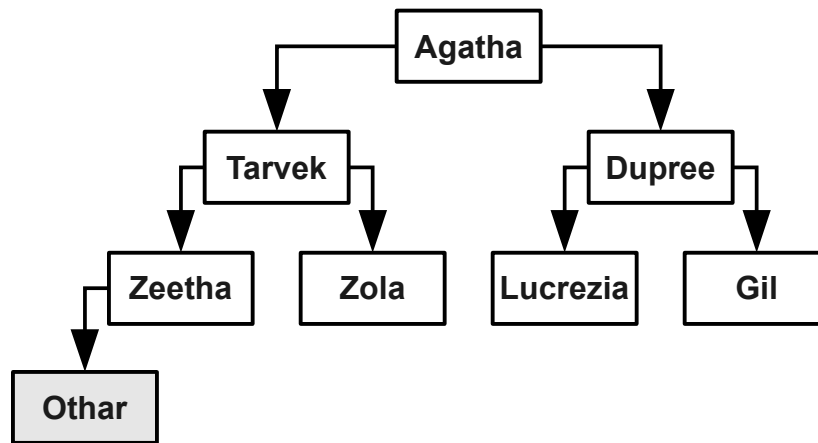 Agatha
Tarvek
Dupree
Zeetha
Zola
Lucrezia
Gil
Othar